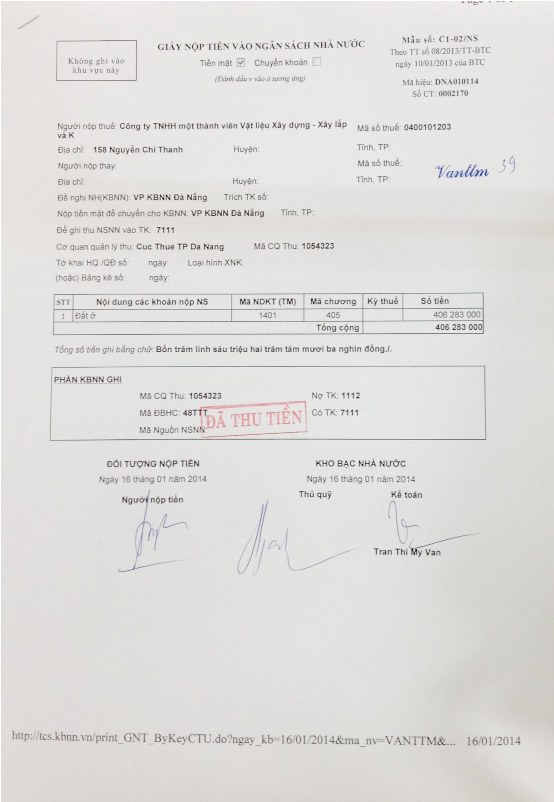 Không ghi vào
khu vực này
GIẤY NỘP TIỀN VÀO NGÂN SÁCH NHÀ NƯỚC
Tiền mặt ☑ Chuyển khoản ☐
(Đánh dấu v vào ô tương ứng)
Mẫu số: C1-02/NS
Theo TT số 08/2013/TT-BTC
ngày 10/01/2013 của BTC
Mã hiệu: DNA010114
Số CT: 0002170
Người nộp thuế: Công ty TNHH một thành viên Vật liệu Xây dựng - Xây lắp
và K
Mã số thuế: 0400101203
Địa chỉ: 158 Nguyễn Chí Thanh Huyện: Tỉnh, TP:
Người nộp thay: Mã số thuế:
Vanttm 39
Địa chỉ: Huyện: Tỉnh, TP:
Đề nghị NH(KBNN): VP KBNN Đà Nẵng Trích TK số:
Nộp tiền mặt để chuyển cho KBNN: VP KBNN Đà Nẵng Tỉnh, TP:
Để ghi thu NSNN vào TK: 7111
Cơ quan quản lý thu: Cuc Thue TP Da Nang Mã CQ Thu: 1054323
Tờ khai HQ /QĐ số: ngày: Loại hình XNK:
(hoặc) Bảng kê số: ngày:
STT Nội dung các khoản nộp NS Mã NDKT (TM) Mã chương Kỳ thuế Số tiền
1 Đất ở 1401 405 406 283 000
Tổng cộng 406 283 000
Tổng số tiền ghi bằng chữ: Bốn trăm linh sáu triệu hai trăm tám mươi ba nghìn đồng./.
PHẦN KBNN GHI
Mã CQ Thu: 1054323 Nợ TK: 1112
Mã ĐBHC: 48TTT Có TK: 7111
Mã Nguồn NSNN:
ĐÃ THU TIỀN
ĐỐI TƯỢNG NỘP TIỀN KHO BẠC NHÀ NƯỚC
Ngày 16 tháng 01 năm 2014 Ngày 16 tháng 01 năm 2014
Người nộp tiền Thủ quỹ Kế toán
Tran Thi My Van
http://tcs.kbnn.vn/print_GNT_ByKeyCTU.do?ngay_kb=16/01/2014&ma_nv=VANTTM&... 16/01/2014